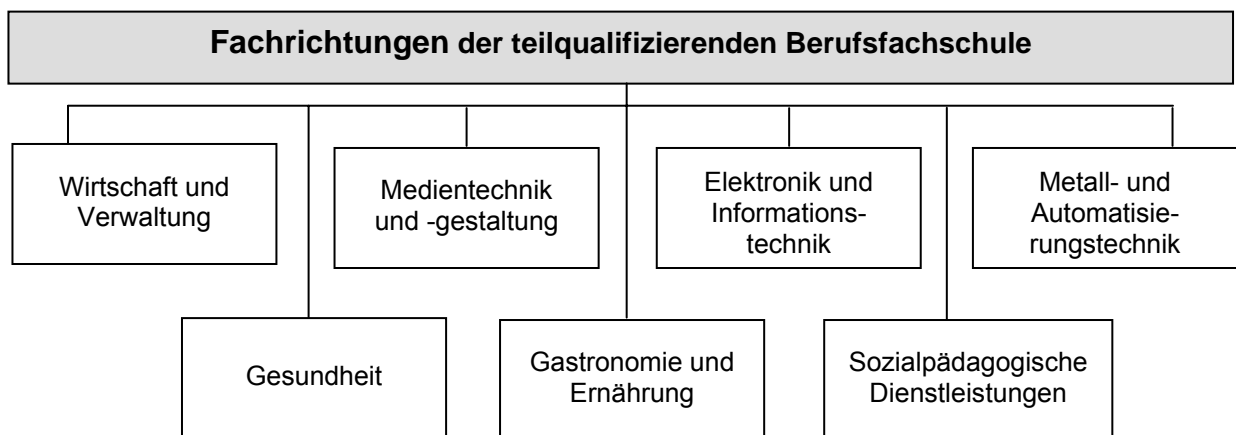 Fachrichtungen der teilqualifizierenden Berufsfachschule
Wirtschaft und
Verwaltung
Medientechnik
und -gestaltung
Elektronik und
Informations-
technik
Metall- und
Automatisie-
rungstechnik
Gesundheit
Gastronomie und
Ernährung
Sozialpädagogische
Dienstleistungen